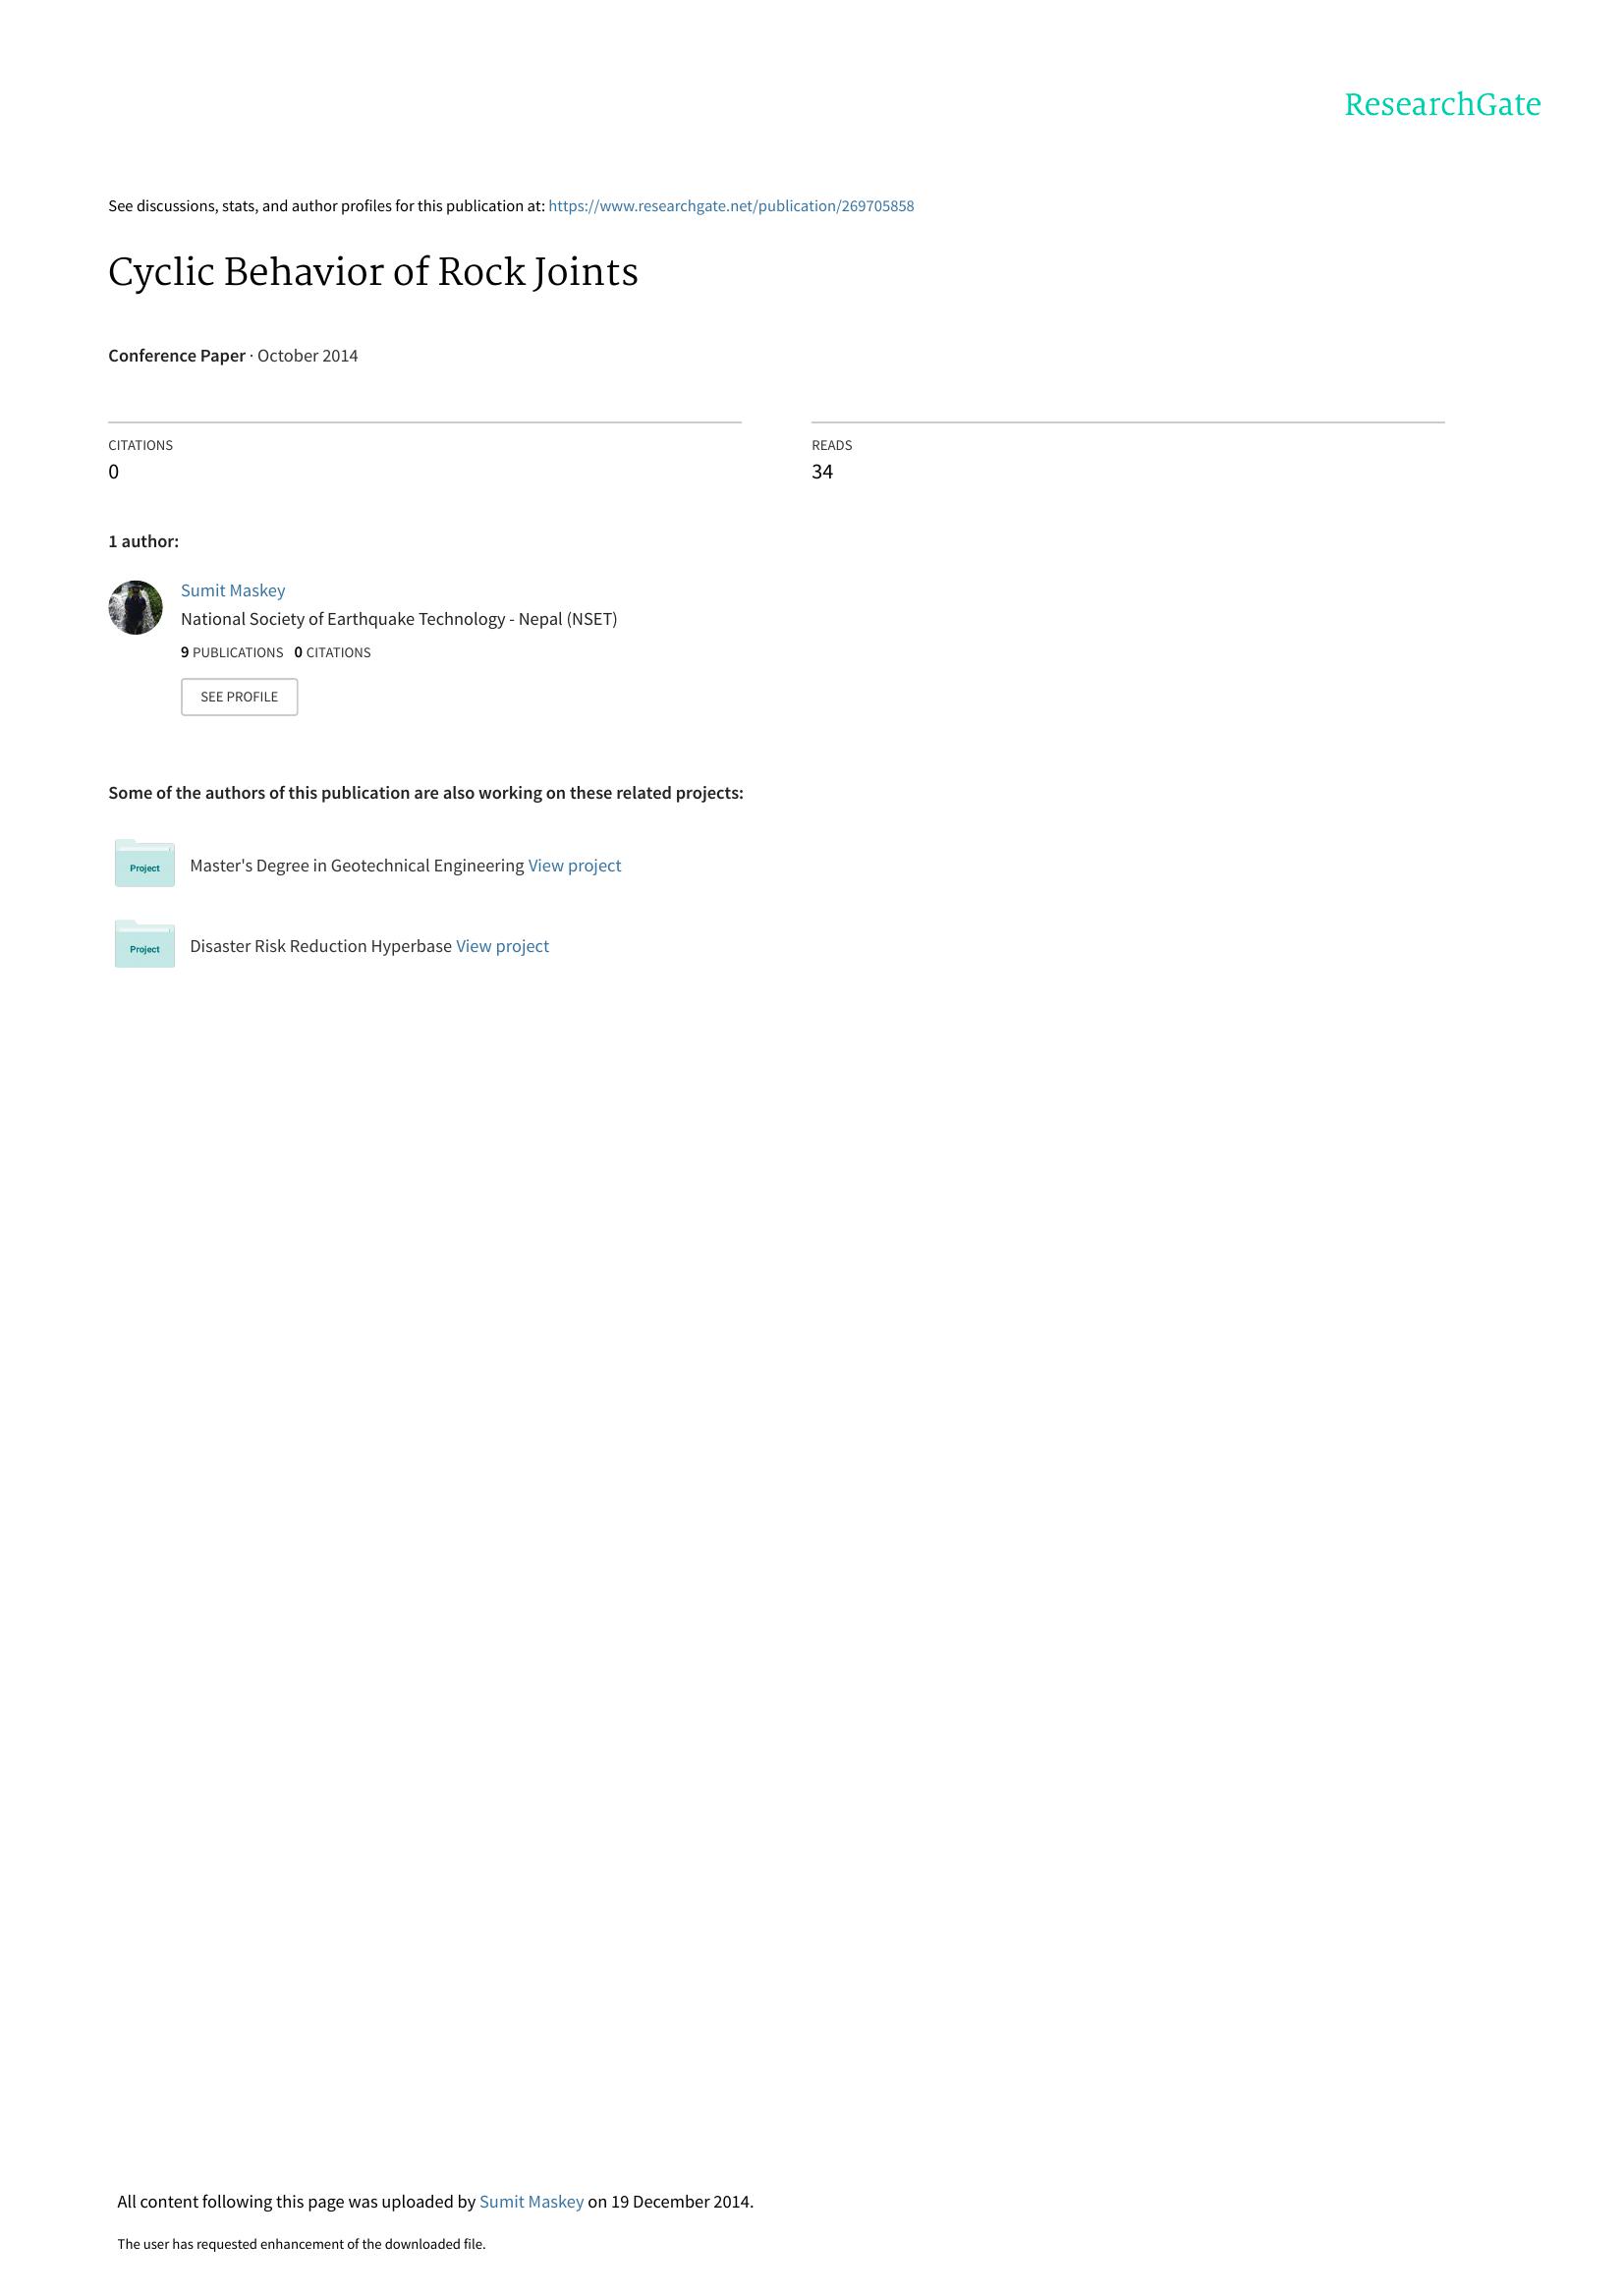 ResearchGate
See discussions, stats, and author profiles for this publication at: https://www.researchgate.net/publication/269705858
Cyclic Behavior of Rock Joints
Conference Paper · October 2014
CITATIONS
0
READS
34
1 author:
Sumit Maskey
National Society of Earthquake Technology - Nepal (NSET)
9 PUBLICATIONS 0 CITATIONS
SEE PROFILE
Some of the authors of this publication are also working on these related projects:
Project
Master's Degree in Geotechnical Engineering View project
Project
Disaster Risk Reduction Hyperbase View project
All content following this page was uploaded by Sumit Maskey on 19 December 2014.
The user has requested enhancement of the downloaded file.